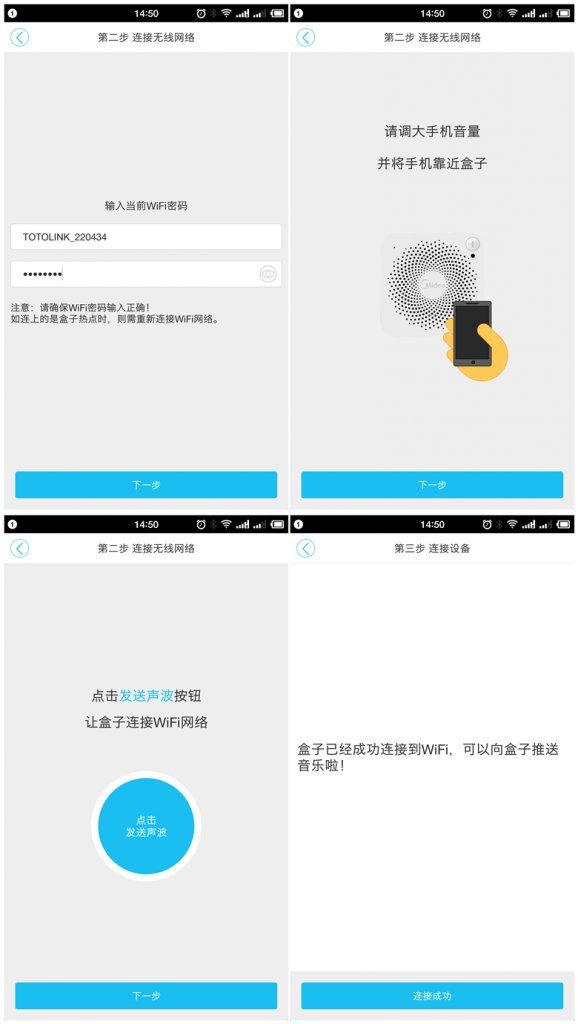 14:50
第二步 连接无线网络
输入当前WiFi密码
TOTOLINK_220434
••••••••
注意：请确保WiFi密码输入正确！
如连上的是盒子热点时，则需重新连接WiFi网络。
下一步
14:50
第二步 连接无线网络
请调大手机音量
并将手机靠近盒子
Midea
下一步
14:50
第二步 连接无线网络
点击发送声波按钮
让盒子连接WiFi网络
点击
发送声波
下一步
14:50
第三步 连接设备
盒子已经成功连接到WiFi，可以向盒子推送
音乐啦！
连接成功